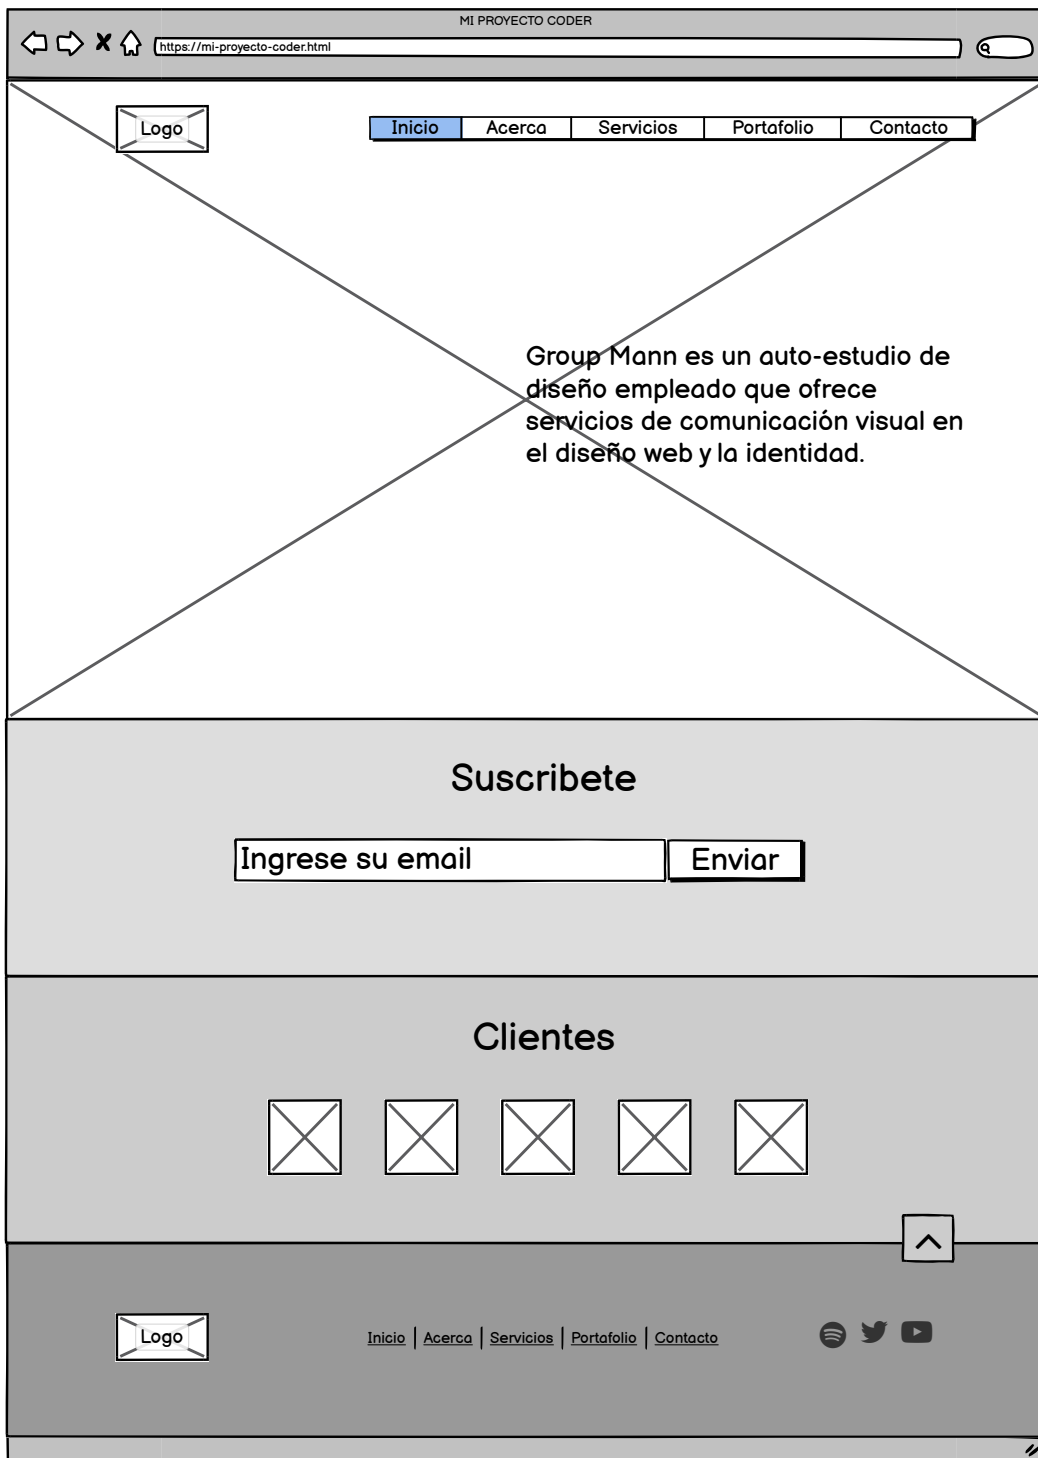 MI PROYECTO CODER
https://mi-proyecto-coder.html
Logo
Inicio Acerca Servicios Portafolio Contacto
Group Mann es un auto-estudio de
diseño empleado que ofrece
servicios de comunicación visual en
el diseño web y la identidad.
Suscribete
Ingrese su email Enviar
Clientes
Logo
Inicio | Acerca | Servicios | Portafolio | Contacto